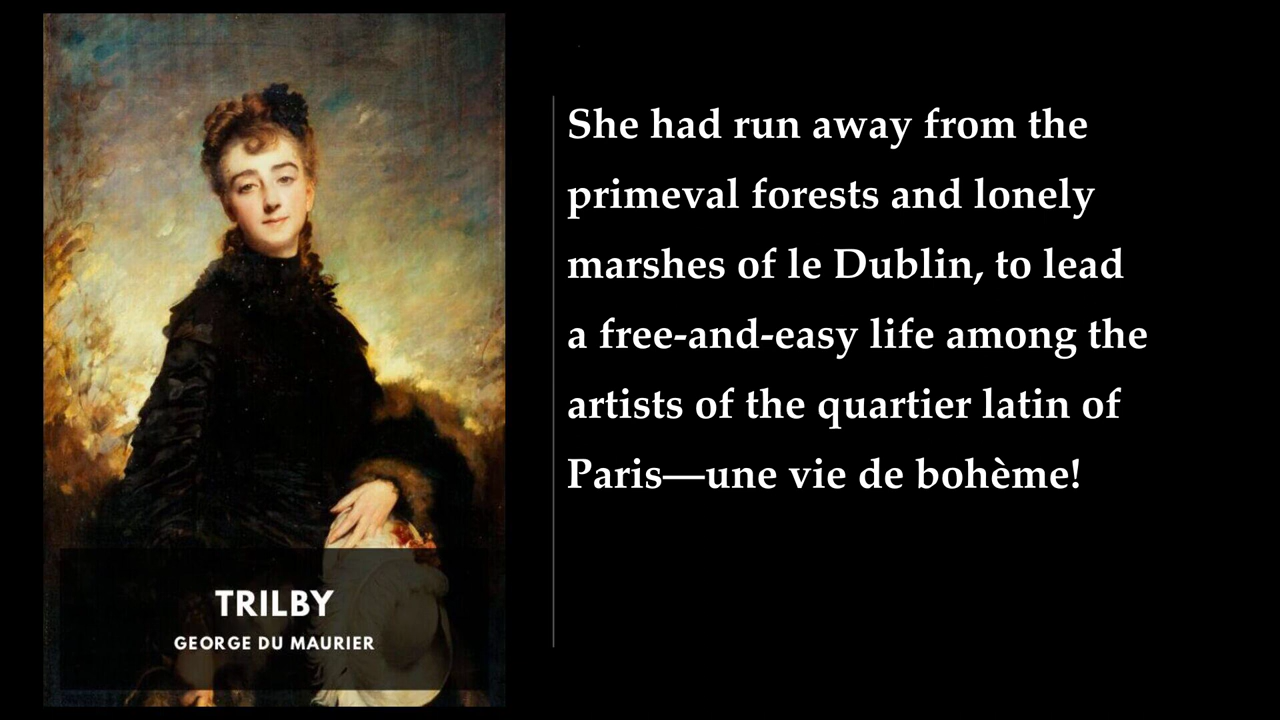 TRILBY
GEORGE DU MAURIER
She had run away from the
primeval forests and lonely
marshes of le Dublin, to lead
a free-and-easy life among the
artists of the quartier latin of
Paris—une vie de bohème!